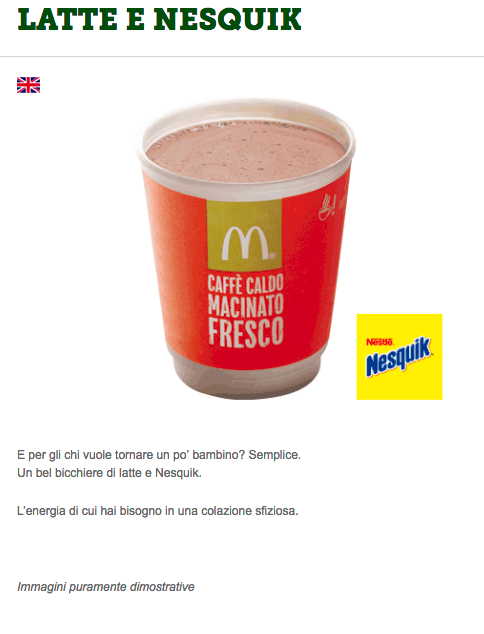 LATTE E NESQUIK
M
CAFFÈ CALDO
MACINATO
FRESCO
Nestlé
Nesquik
E per gli chi vuole tornare un po' bambino? Semplice.
Un bel bicchiere di latte e Nesquik.
L'energia di cui hai bisogno in una colazione sfiziosa.
Immagini puramente dimostrative